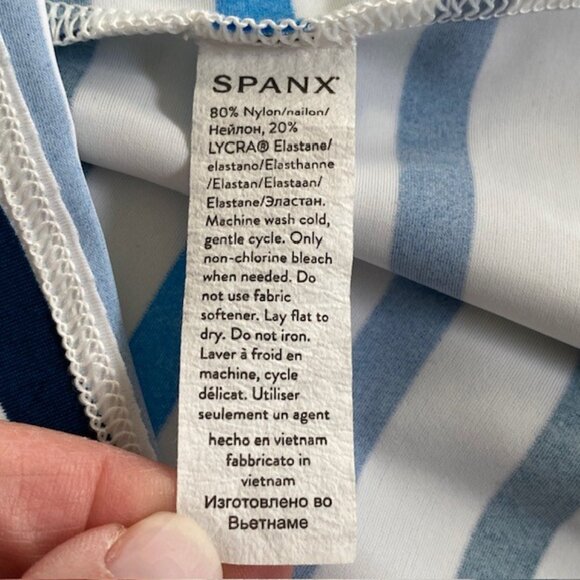 SPANX
80% Nylon/nailon/
Нейлон, 20%
LYCRA® Elastane/
elastano/Elasthanne
/Elastan/Elastaan/
Elastane/Эластан.
Machine wash cold,
gentle cycle. Only
non-chlorine bleach
when needed. Do
not use fabric
softener. Lay flat to
dry. Do not iron.
Laver à froid en
machine, cycle
délicat. Utiliser
seulement un agent
hecho en vietnam
fabbricato in
vietnam
Изготовлено во
Вьетнаме